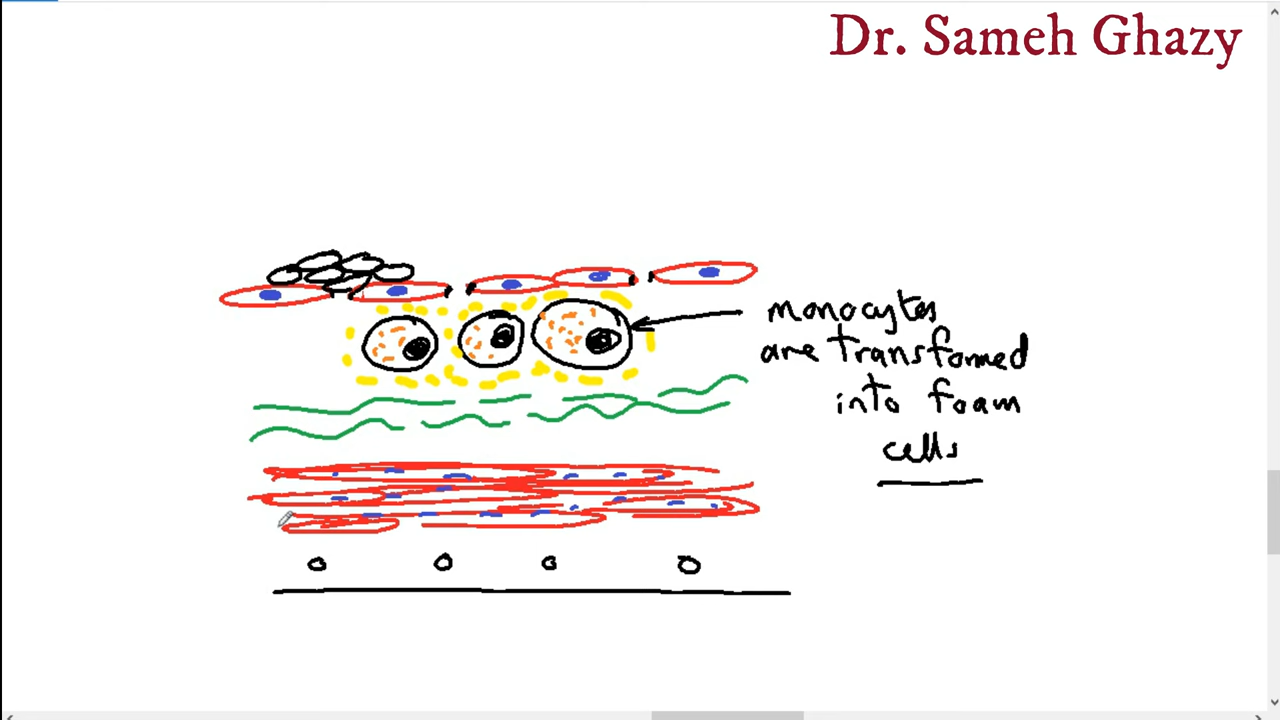 Dr. Sameh Ghazy
monocytes
are transformed
into foam
cells